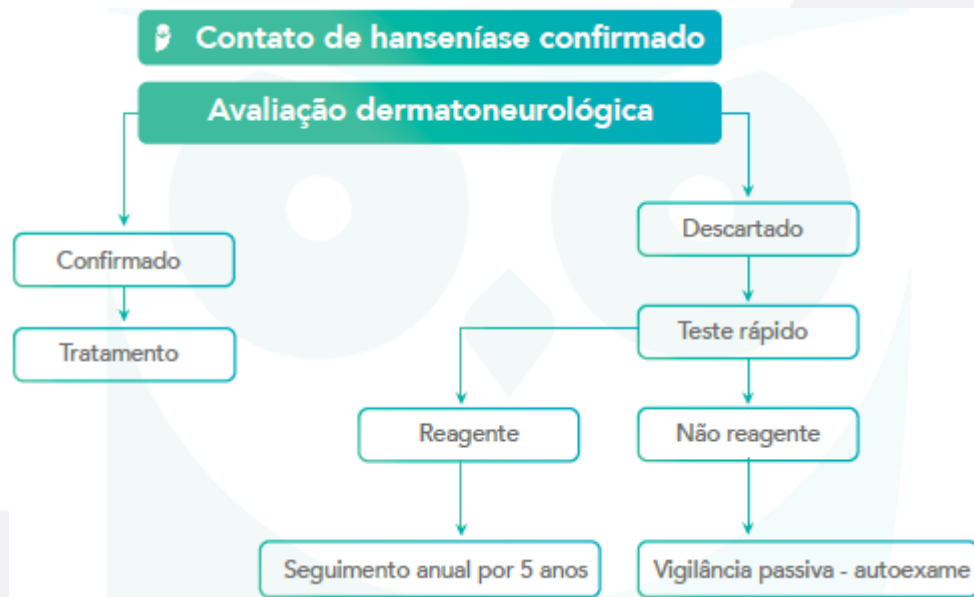 Contato de hanseníase confirmado
Avaliação dermatoneurológica
Confirmado
Tratamento
Descartado
Teste rápido
Reagente
Não reagente
Seguimento anual por 5 anos
Vigilância passiva - autoexame